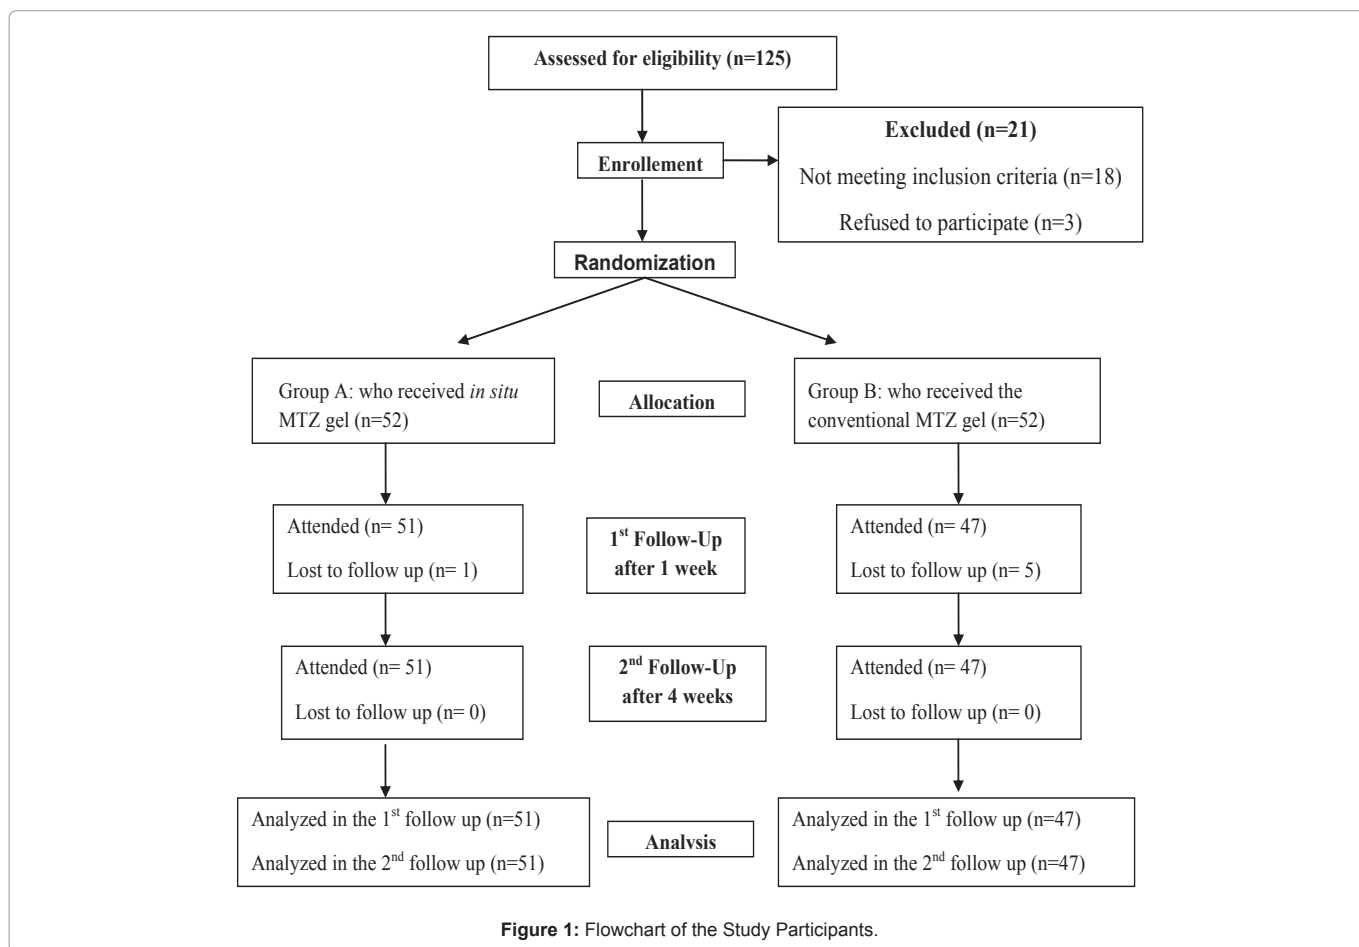 Assessed for eligibility (n=125)
Excluded (n=21)
Not meeting inclusion criteria (n=18)
Refused to participate (n=3)
Enrollement
Randomization
Group A: who received in situ
MTZ gel (n=52)
Allocation
Group B: who received the
conventional MTZ gel (n=52)
Attended (n= 51)
Lost to follow up (n= 1)
1st Follow-Up
after 1 week
Attended (n= 47)
Lost to follow up (n= 5)
Attended (n= 51)
Lost to follow up (n= 0)
2nd Follow-Up
after 4 weeks
Attended (n= 47)
Lost to follow up (n= 0)
Analyzed in the 1st follow up (n=51)
Analyzed in the 2nd follow up (n=51)
Analysis
Analyzed in the 1st follow up (n=47)
Analyzed in the 2nd follow up (n=47)
Figure 1: Flowchart of the Study Participants.